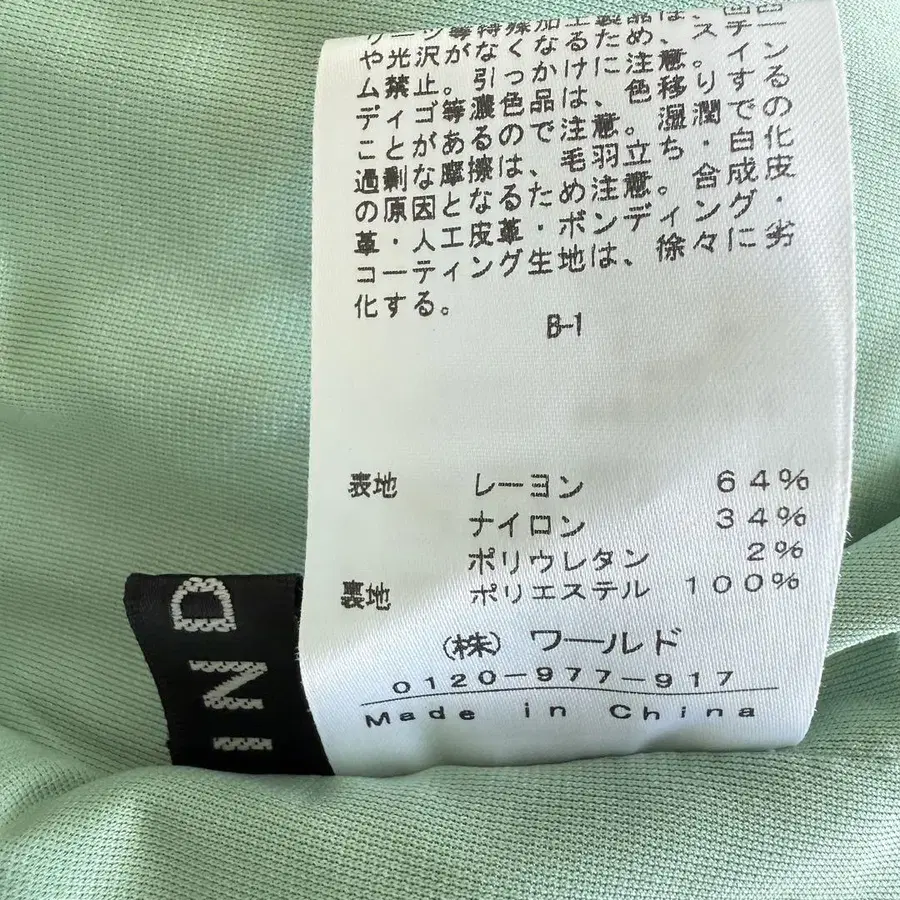 や光沢がなくなるため、スティ
ム禁止。引っかけに注意。イン
ディゴ等濃色品は、色移りする
ことがあるので注意。湿潤での
過剰な摩擦は、毛羽立ち・白化
の原因となるため注意。合成皮
革・人工皮革・ボンディング・
コーティング生地は、徐々に劣
化する。
B-1
表地 レーヨン 64%
ナイロン 34%
ポリウレタン 2%
ポリエステル 100%
(株) ワールド
0120-977-917
Made in China
IND